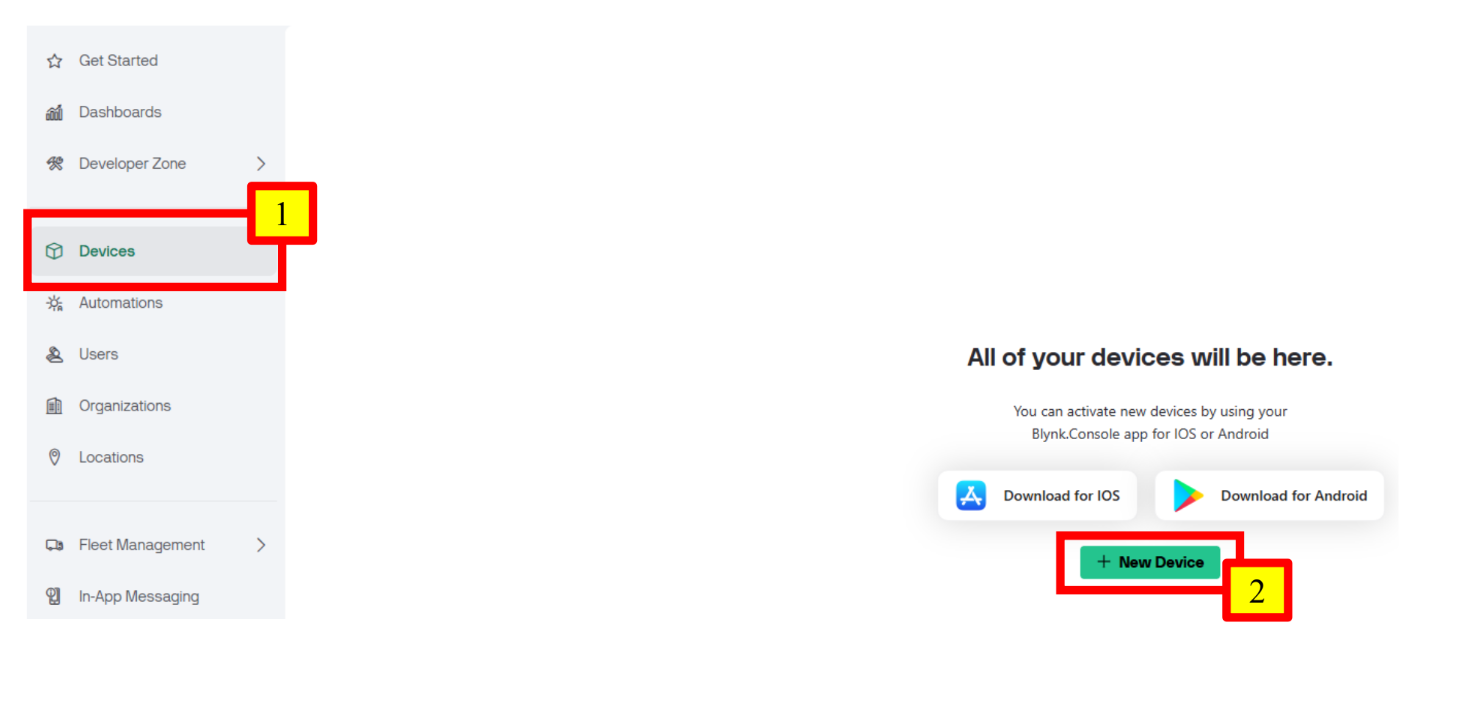 Get Started
Dashboards
Developer Zone
1
Devices
Automations
Users
Organizations
Locations
Fleet Management
In-App Messaging
All of your devices will be here.
You can activate new devices by using your
Blynk.Console app for IOS or Android
Download for IOS
Download for Android
+ New Device
2